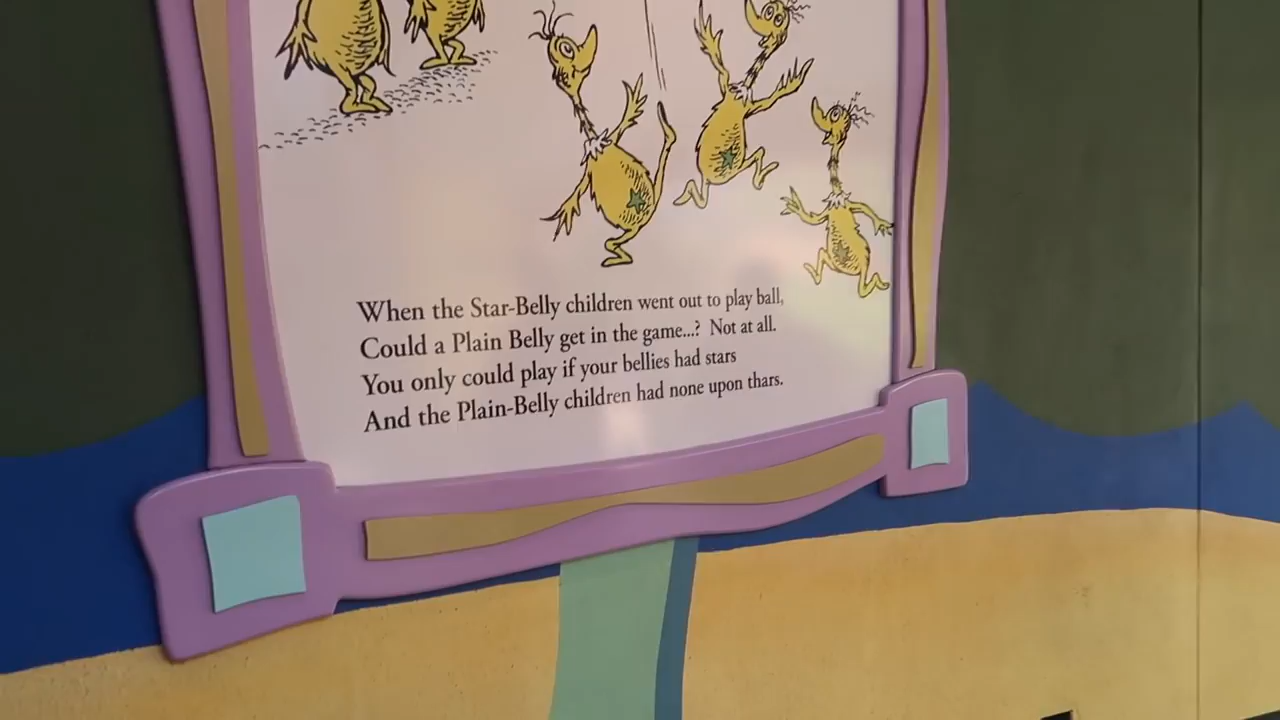 When the Star-Belly children went out to play ball,
Could a Plain Belly get in the game...? Not at all.
You only could play if your bellies had stars
And the Plain-Belly children had none upon thars.